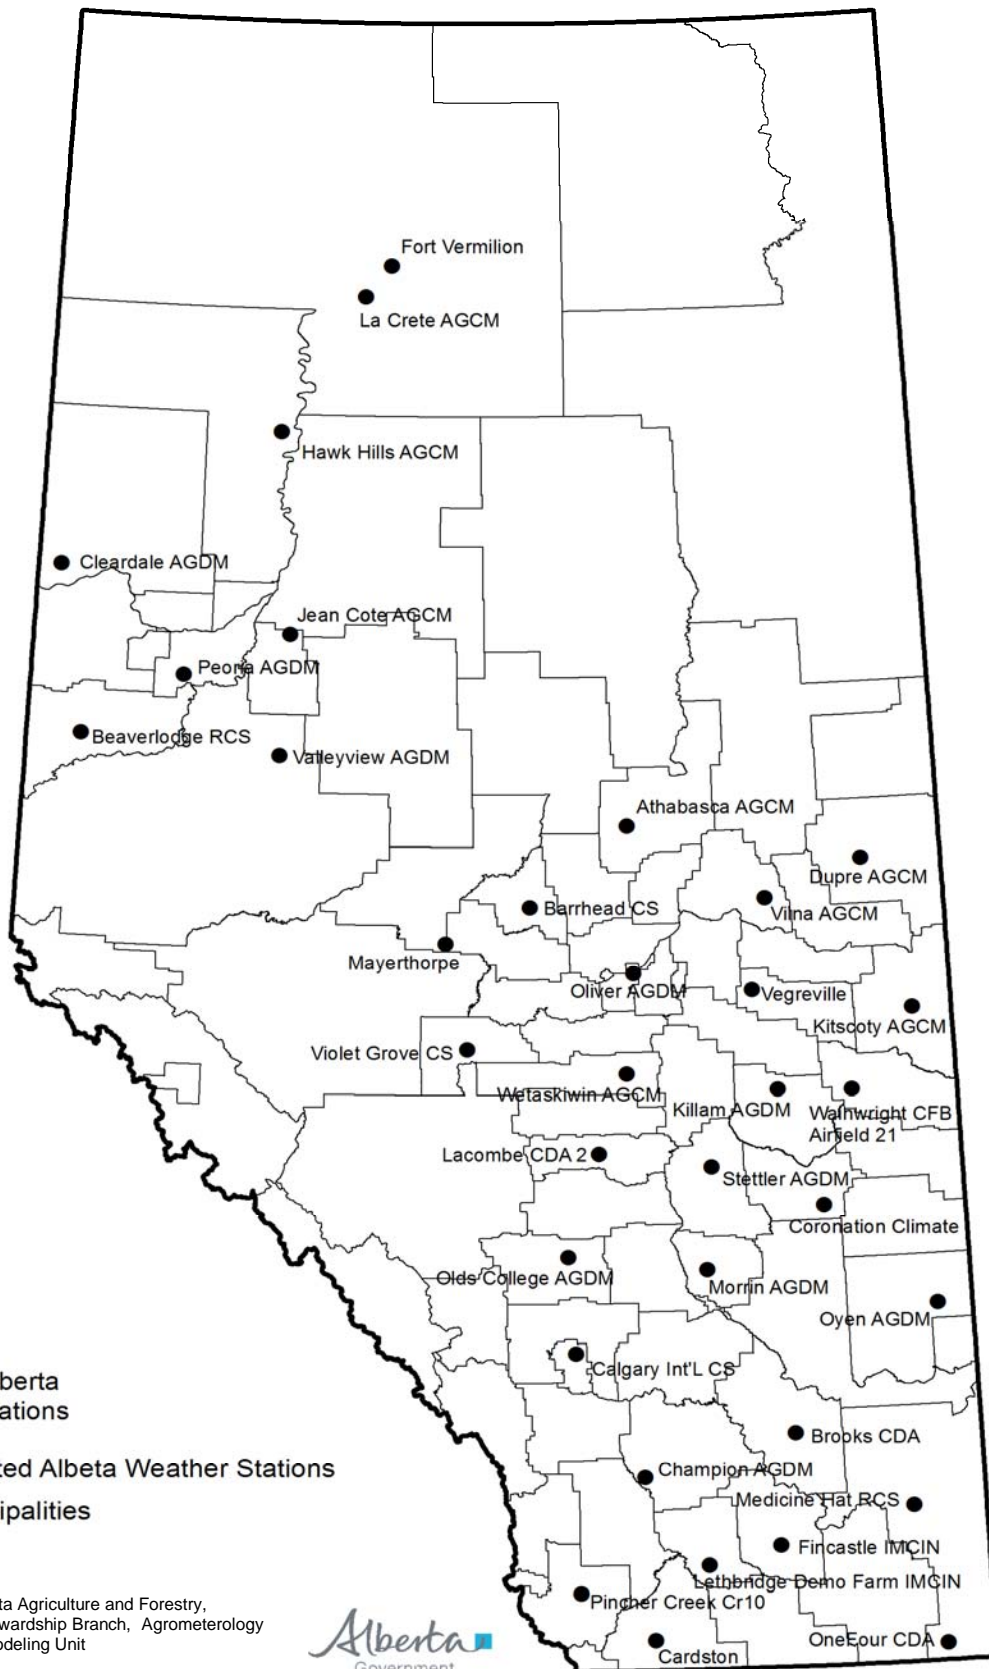 Fort Vermilion
La Crete AGCM
Hawk Hills AGCM
Cleardale AGDM
Jean Cote AGCM
Peoria AGDM
Beaverlodge RCS
Valleyview AGDM
Athabasca AGCM
Dupre AGCM
Barrhead CS
Vilna AGCM
Mayerthorpe
Oliver AGDM
Vegreville
Kitscoty AGCM
Violet Grove CS
Wetaskiwin AGCM
Killam AGDM
Wainwright CFB
Airfield 21
Lacombe CDA 2
Stettler AGDM
Coronation Climate
Olds College AGDM
Morrin AGDM
Oyen AGDM
Calgary Int'L CS
berta
ations
Brooks CDA
ted Albeta Weather Stations
Champion AGDM
Medicine Hat RCS
ipalities
Fincastle IMCIN
Lethbridge Demo Farm IMCIN
Pincher Creek Cr10
ta Agriculture and Forestry,
wardship Branch, Agrometerology
odeling Unit
Alberta
Government
OneFour CDA
Cardston